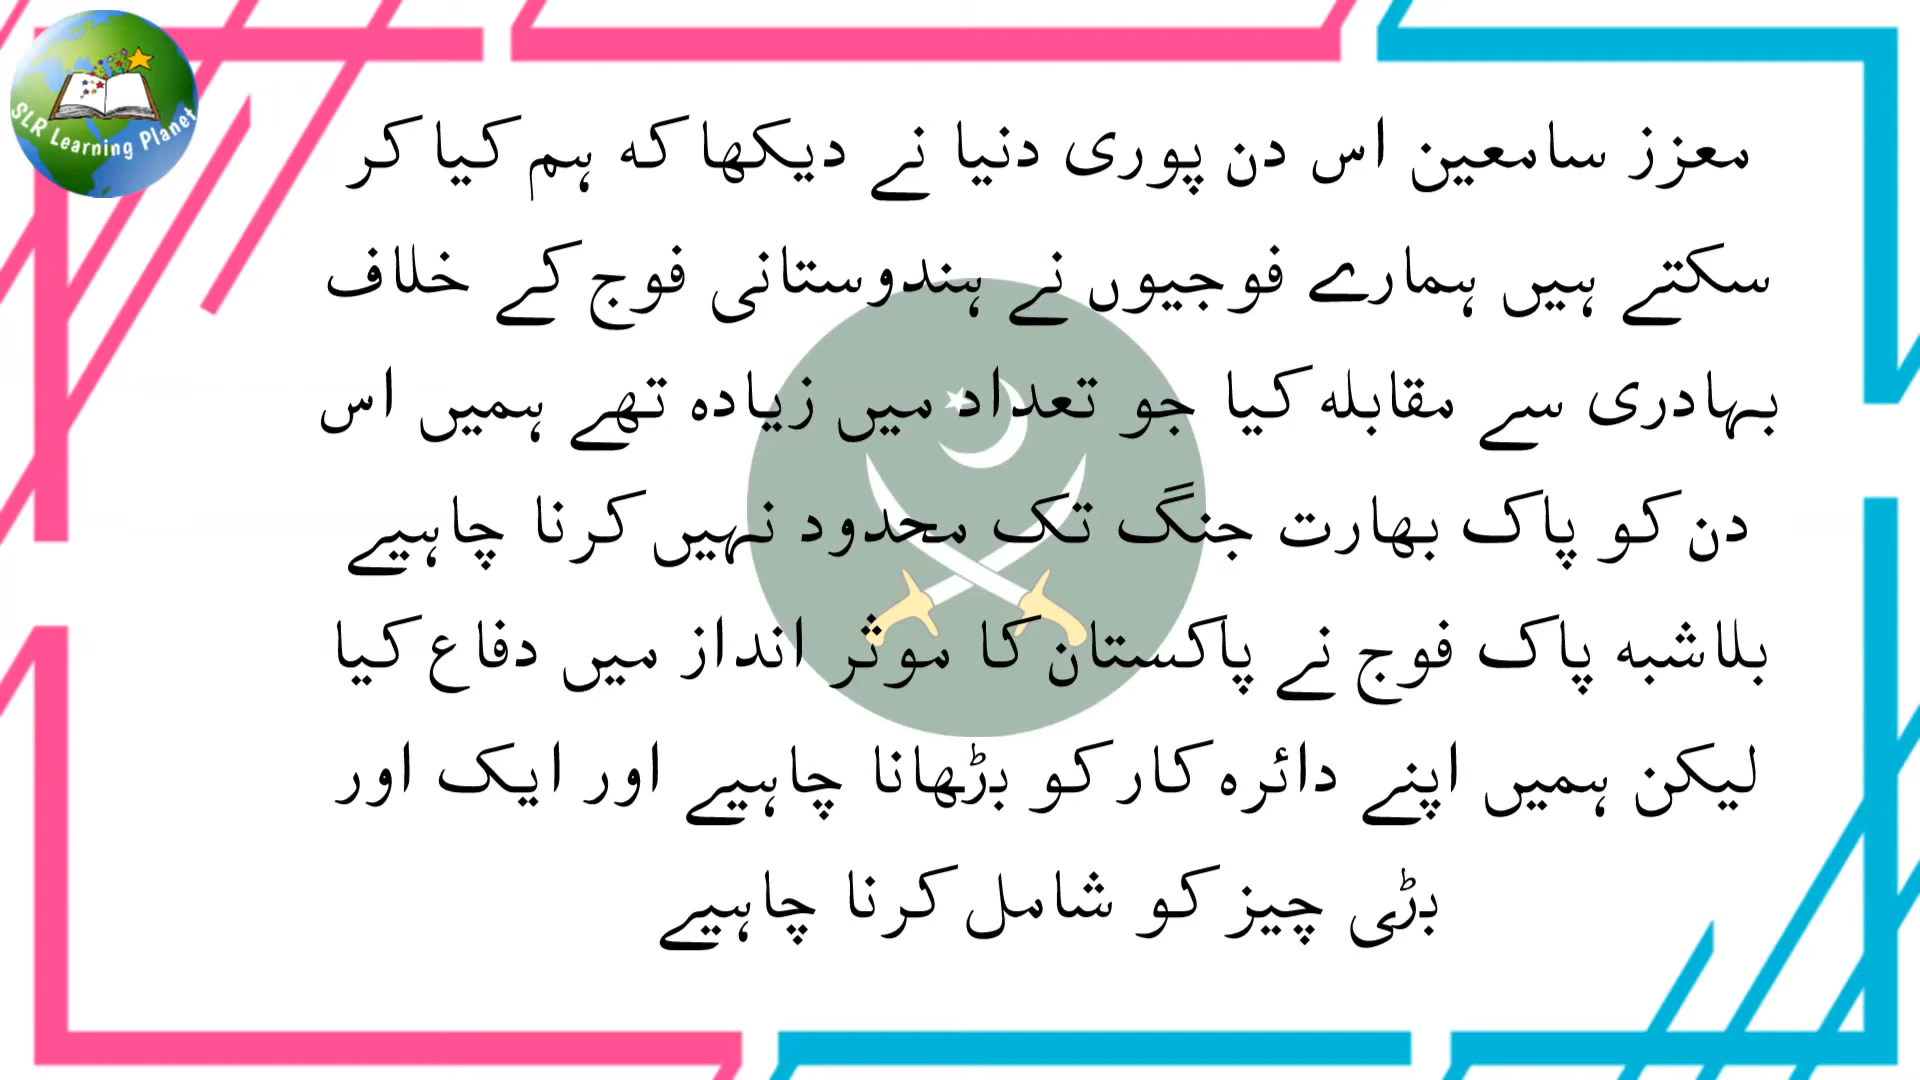 SLR Learning Planet
معزز سامعین اس دن پوری دنیا نے دیکھا کہ ہم کیا کر
سکتے ہیں ہمارے فوجیوں نے ہندوستانی فوج کے خلاف
بہادری سے مقابلہ کیا جو تعداد میں زیادہ تھے ہمیں اس
دن کو پاک بھارت جنگ تک محدود نہیں کرنا چاہیے
بلاشبہ پاک فوج نے پاکستان کا موثر انداز میں دفاع کیا
لیکن ہمیں اپنے دائرہ کار کو بڑھانا چاہیے اور ایک اور
بڑی چیز کو شامل کرنا چاہیے